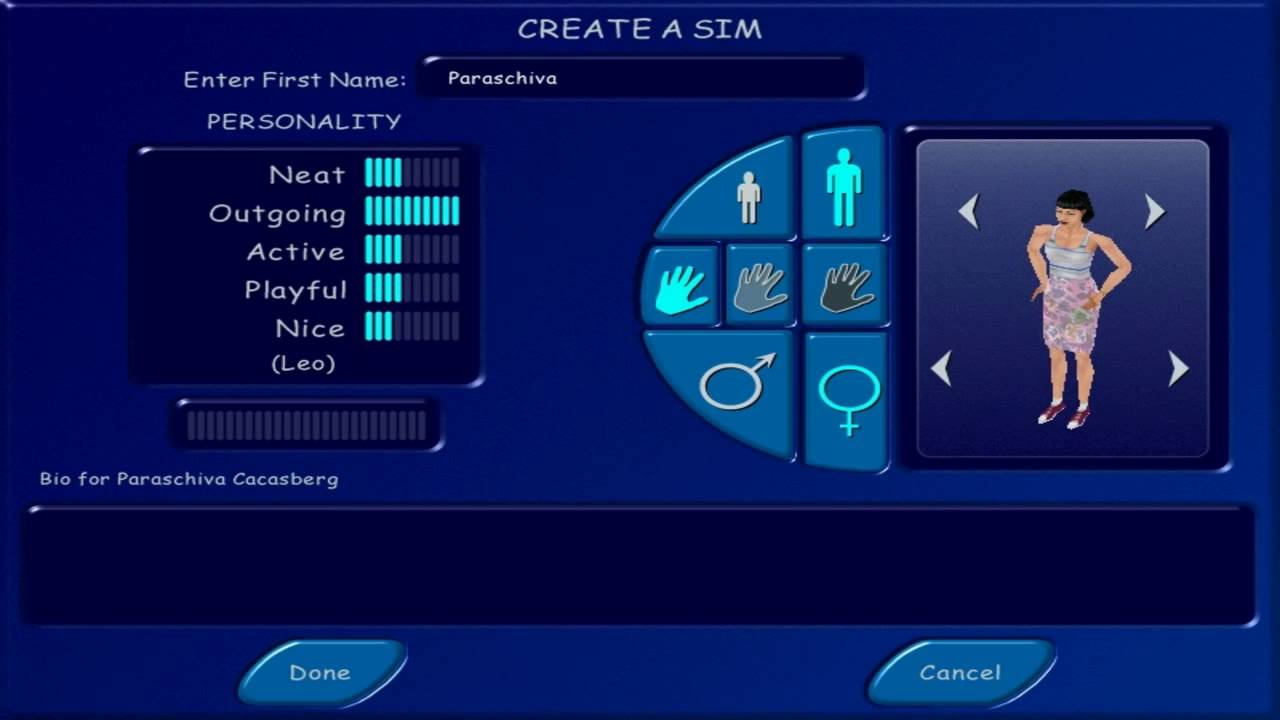 CREATE A SIM
Enter First Name: Paraschiva
PERSONALITY
Neat
Outgoing
Active
Playful
Nice
(Leo)
Bio for Paraschiva Cacasberg
Done
Cancel